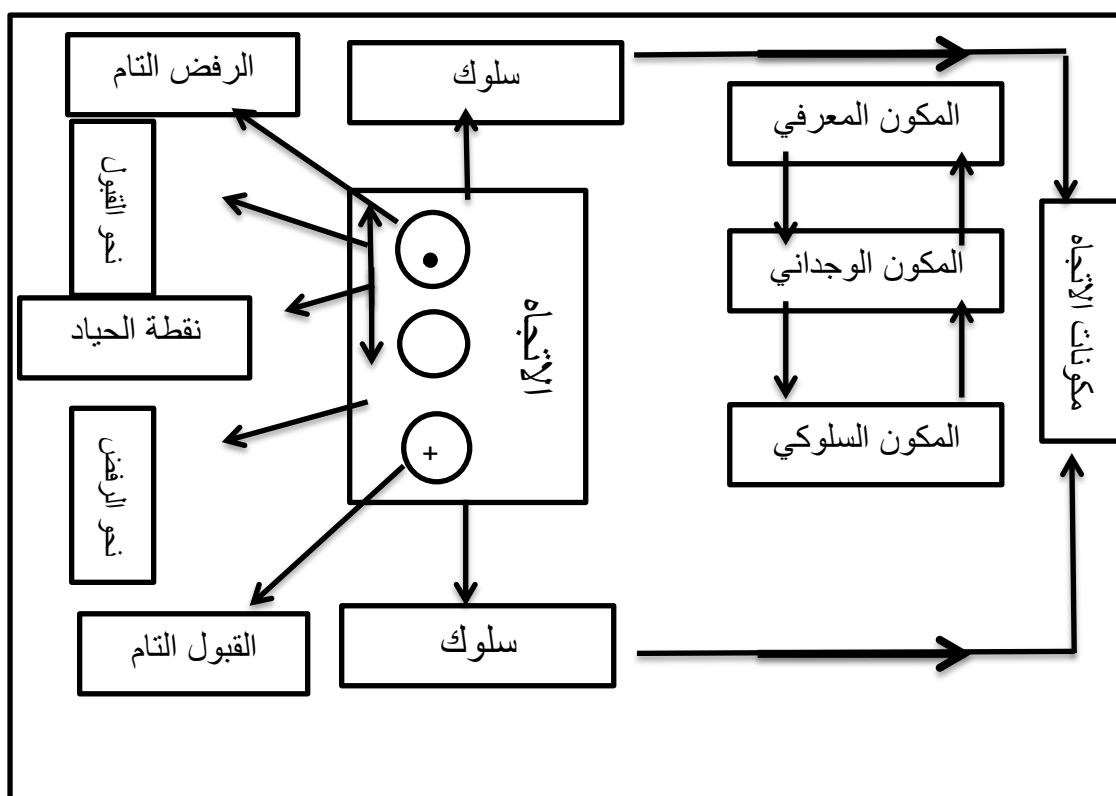 سلوك
الرفض التام
المكون المعرفي
نحو القبول
مكونات الاتجاه
المكون الوجداني
الاتجاه
نقطة الحياد
المكون السلوكي
+
نحو الرفض
سلوك
القبول التام